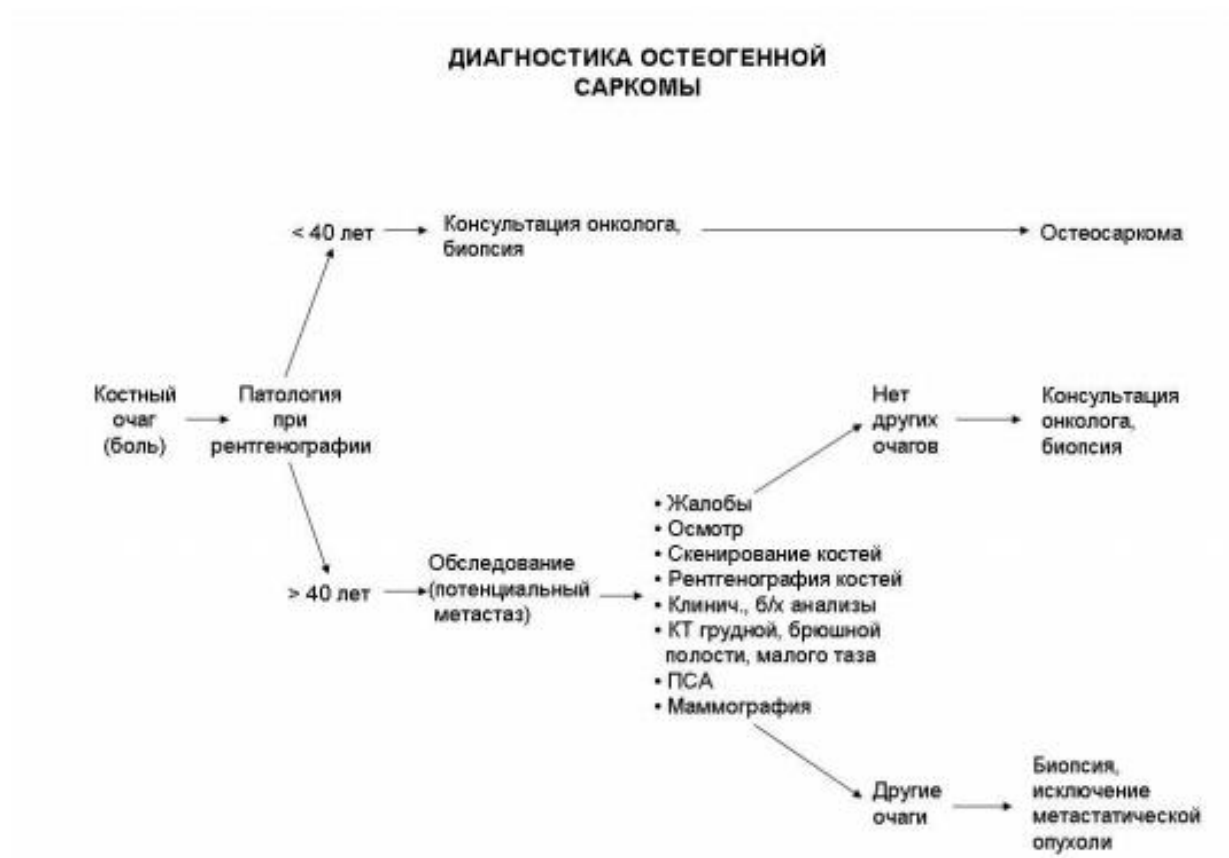 ДИАГНОСТИКА ОСТЕОГЕННОЙ
САРКОМЫ
< 40 лет
Консультация онколога,
биопсия
Остеосаркома
Костный
очаг
(боль)
Патология
при
рентгенографии
Нет
других
очагов
Консультация
онколога,
биопсия
> 40 лет
Обследование
(потенциальный
метастаз)
• Жалобы
• Осмотр
• Скенирование костей
• Рентгенография костей
• Клинич., б/х анализы
• КТ грудной, брюшной
полости, малого таза
• ПСА
• Маммография
Другие
очаги
Биопсия,
исключение
метастатической
опухоли